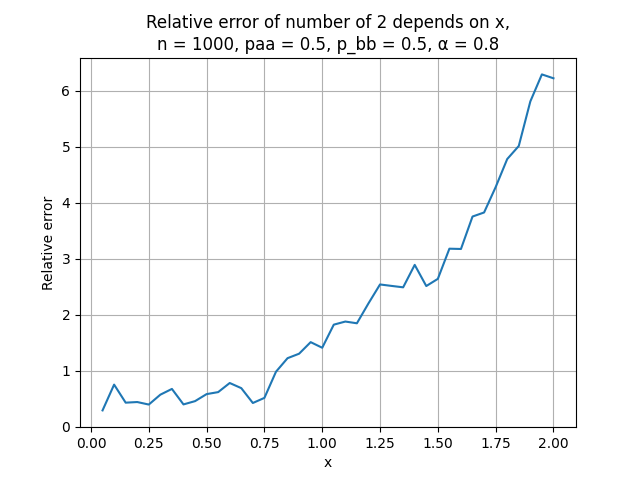 Relative error of number of 2 depends on x,
n = 1000, paa = 0.5, p_bb = 0.5, α = 0.8
6
5
4
3
2
1
0
Relative error
0.00 0.25 0.50 0.75 1.00 1.25 1.50 1.75 2.00
x